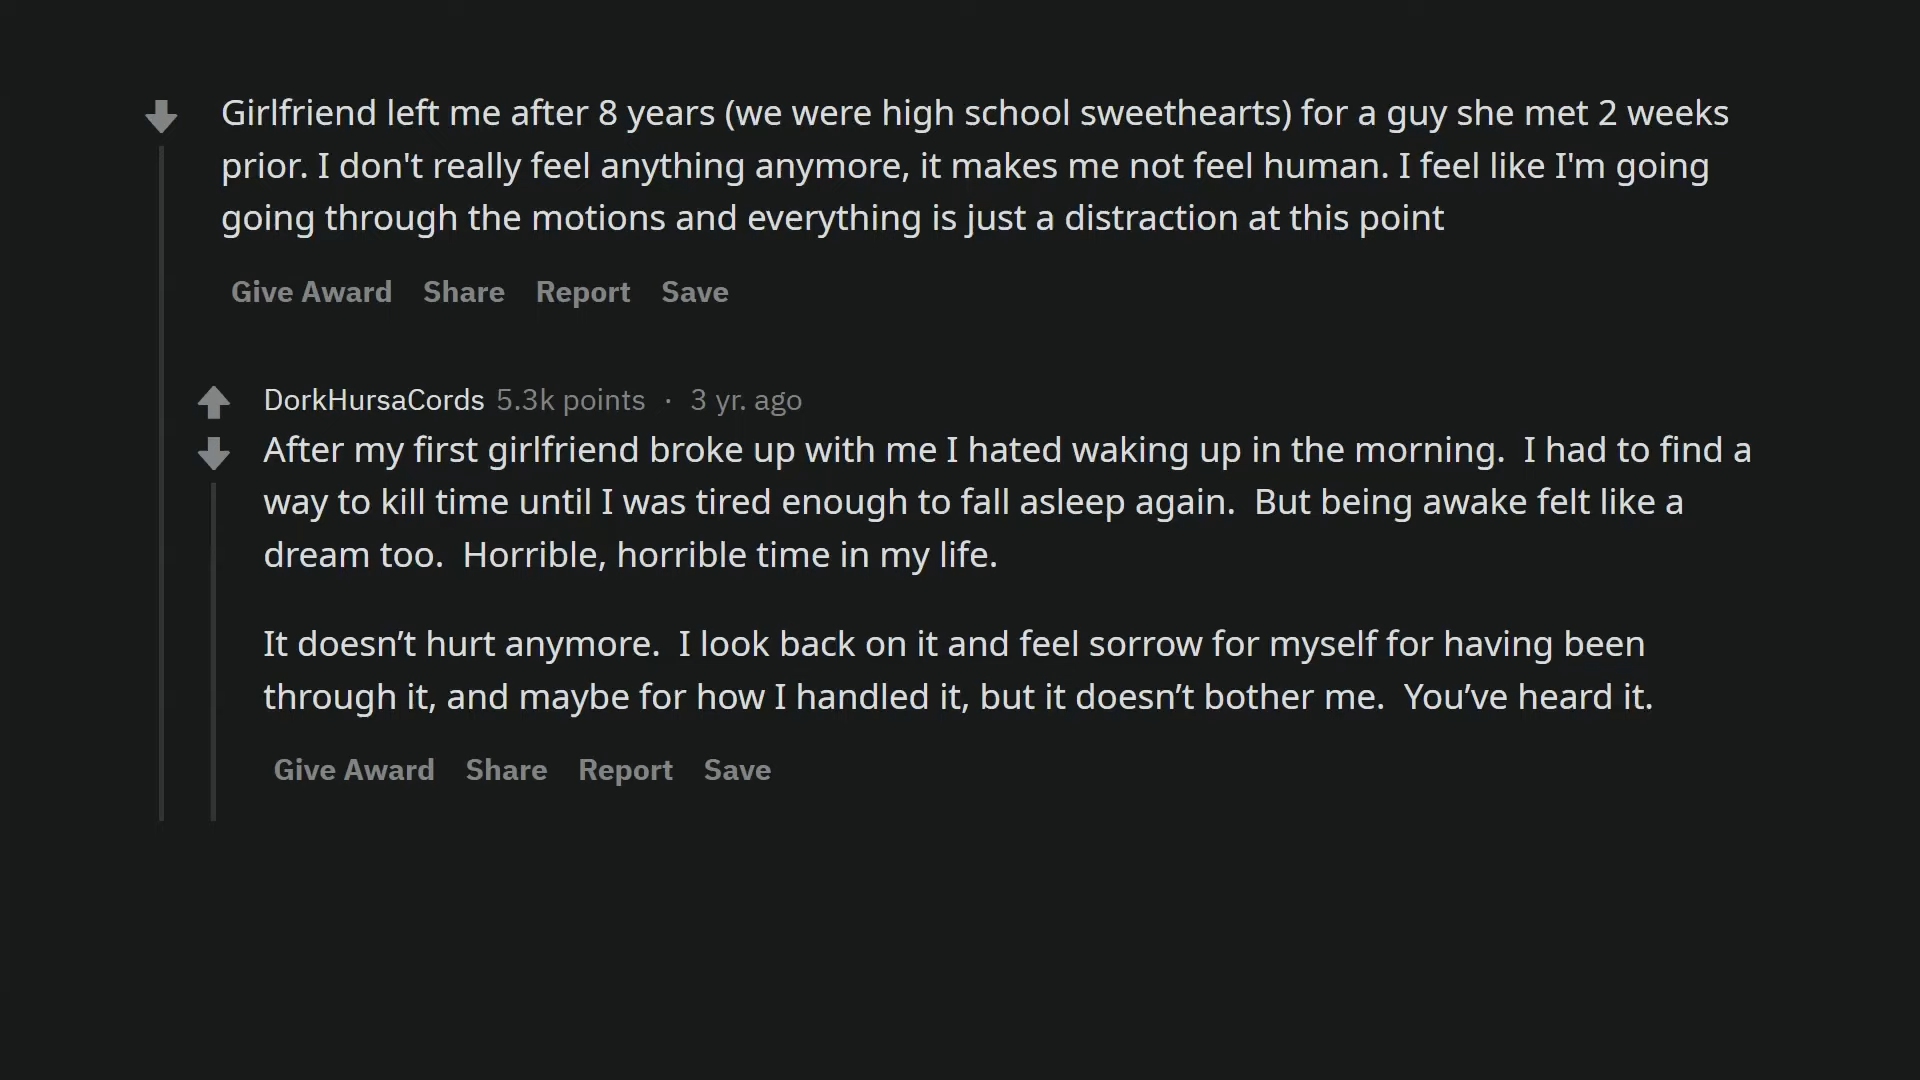 Girlfriend left me after 8 years (we were high school sweethearts) for a guy she met 2 weeks
prior. I don't really feel anything anymore, it makes me not feel human. I feel like I'm going
going through the motions and everything is just a distraction at this point
Give Award Share Report Save
DorkHursaCords 5.3k points · 3 yr. ago
After my first girlfriend broke up with me I hated waking up in the morning. I had to find a
way to kill time until I was tired enough to fall asleep again. But being awake felt like a
dream too. Horrible, horrible time in my life.
It doesn’t hurt anymore. I look back on it and feel sorrow for myself for having been
through it, and maybe for how I handled it, but it doesn’t bother me. You’ve heard it.
Give Award Share Report Save